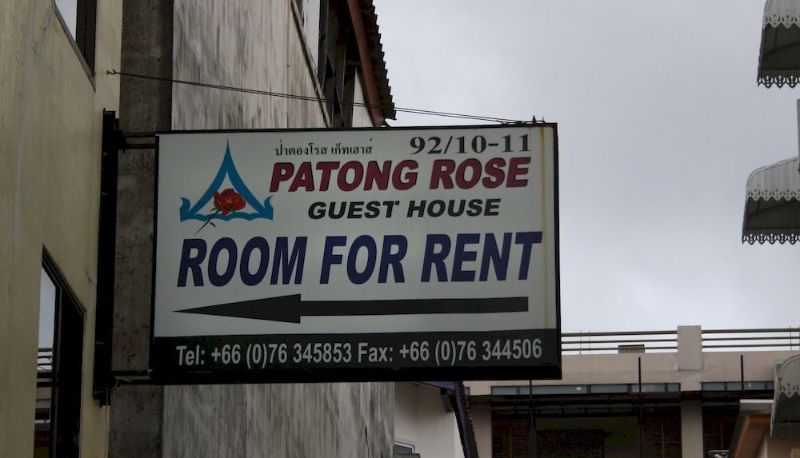 ป่าตองโรส เก็ทเฮาส์ 92/10-11
PATONG ROSE
GUEST HOUSE
ROOM FOR RENT
Tel: +66 (0)76 345853 Fax: +66 (0)76 344506